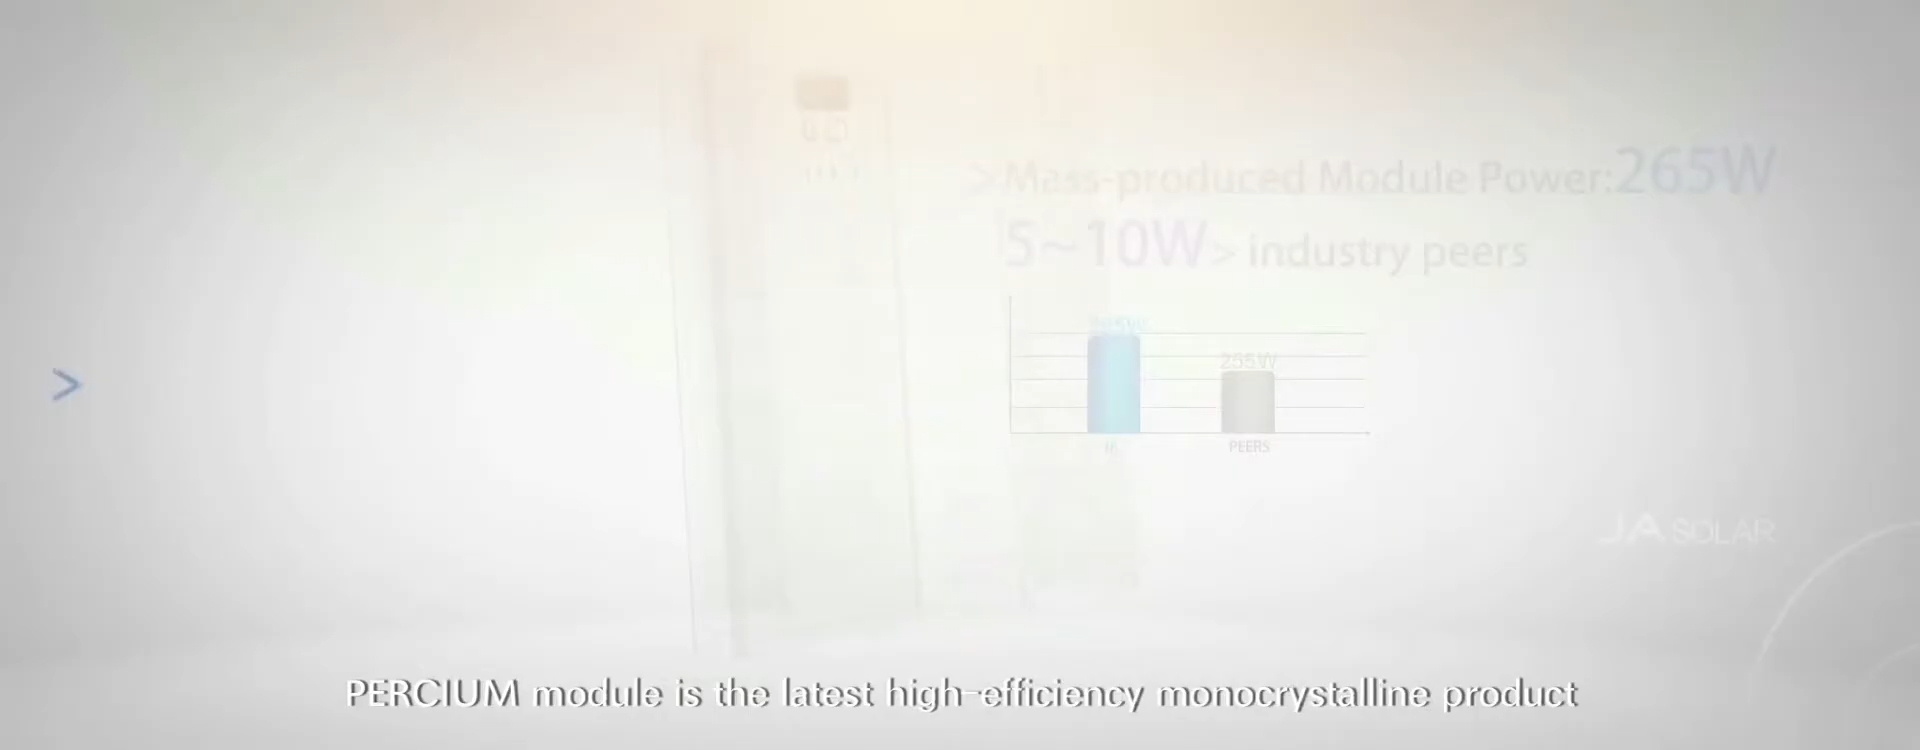 >Mass-produced Module Power:265W
5~10W> industry peers
255W
PEERS
>
JA SOLAR
PERCIUM module is the latest high-efficiency monocrystalline product